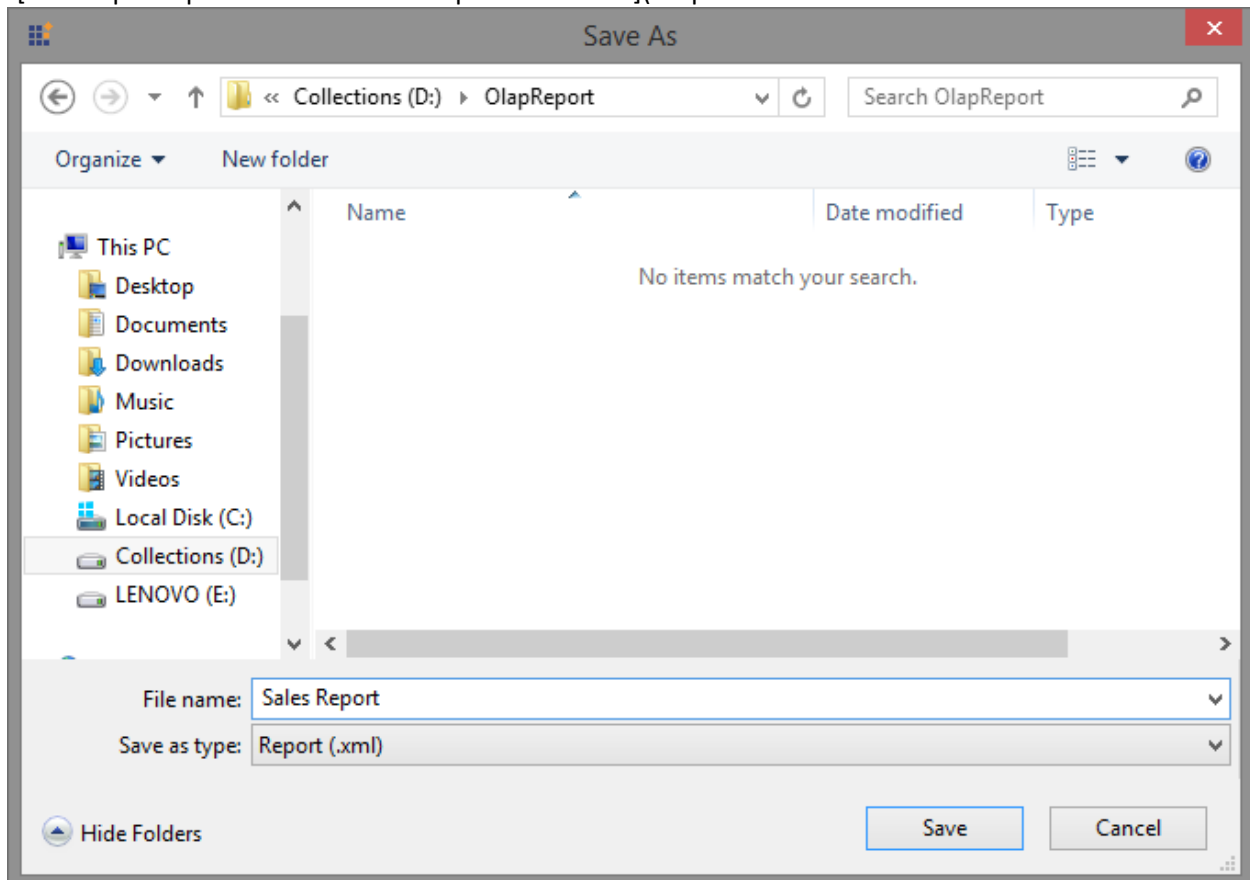 Save As
« Collections (D:) OlapReport Search OlapReport
Organize New folder
Name Date modified Type
This PC
No items match your search.
Desktop
Documents
Downloads
Music
Pictures
Videos
Local Disk (C:)
Collections (D:)
LENOVO (E:)
File name: Sales Report
Save as type: Report (.xml)
Hide Folders Save Cancel